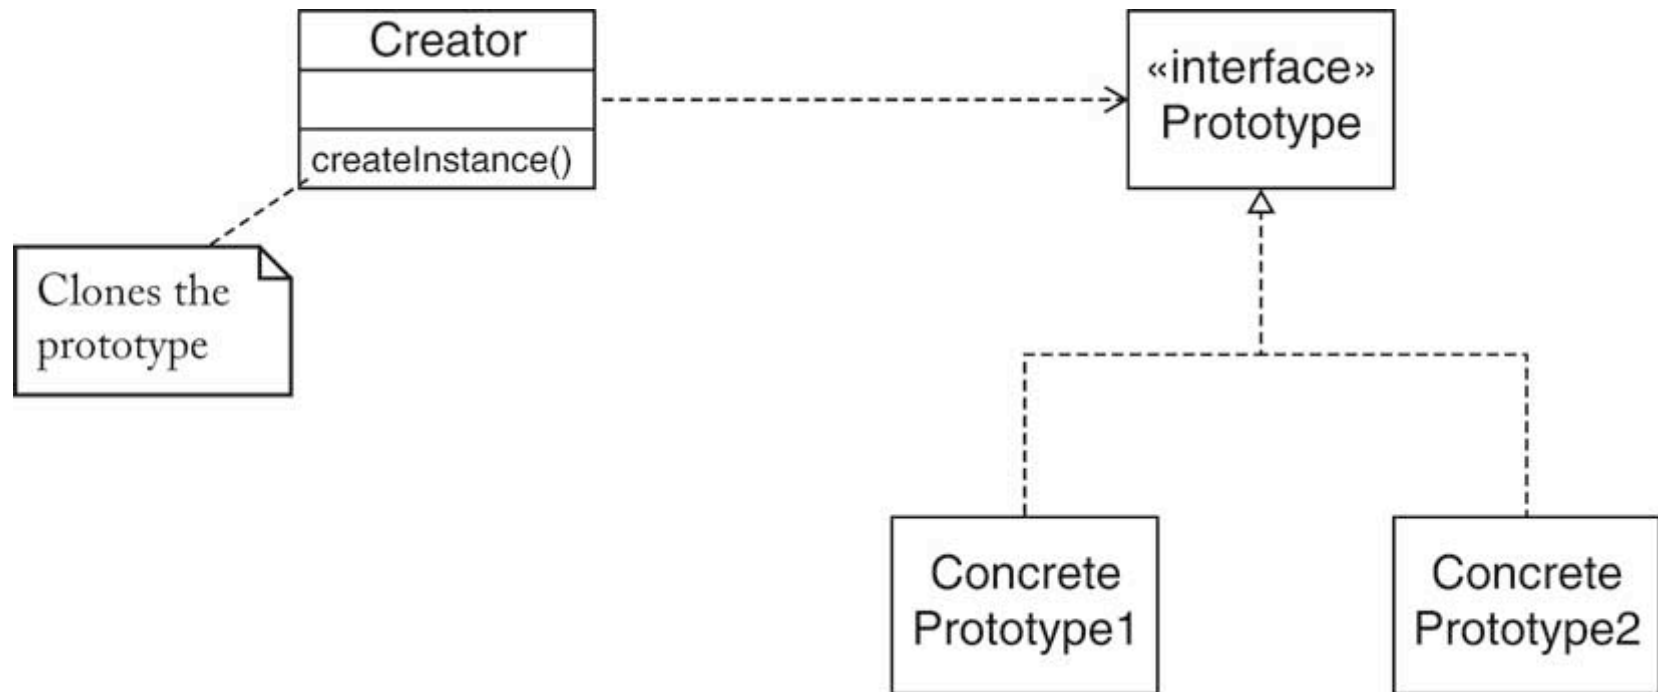 Creator
createInstance()
«interface»
Prototype
Clones the
prototype
Concrete
Prototype1
Concrete
Prototype2